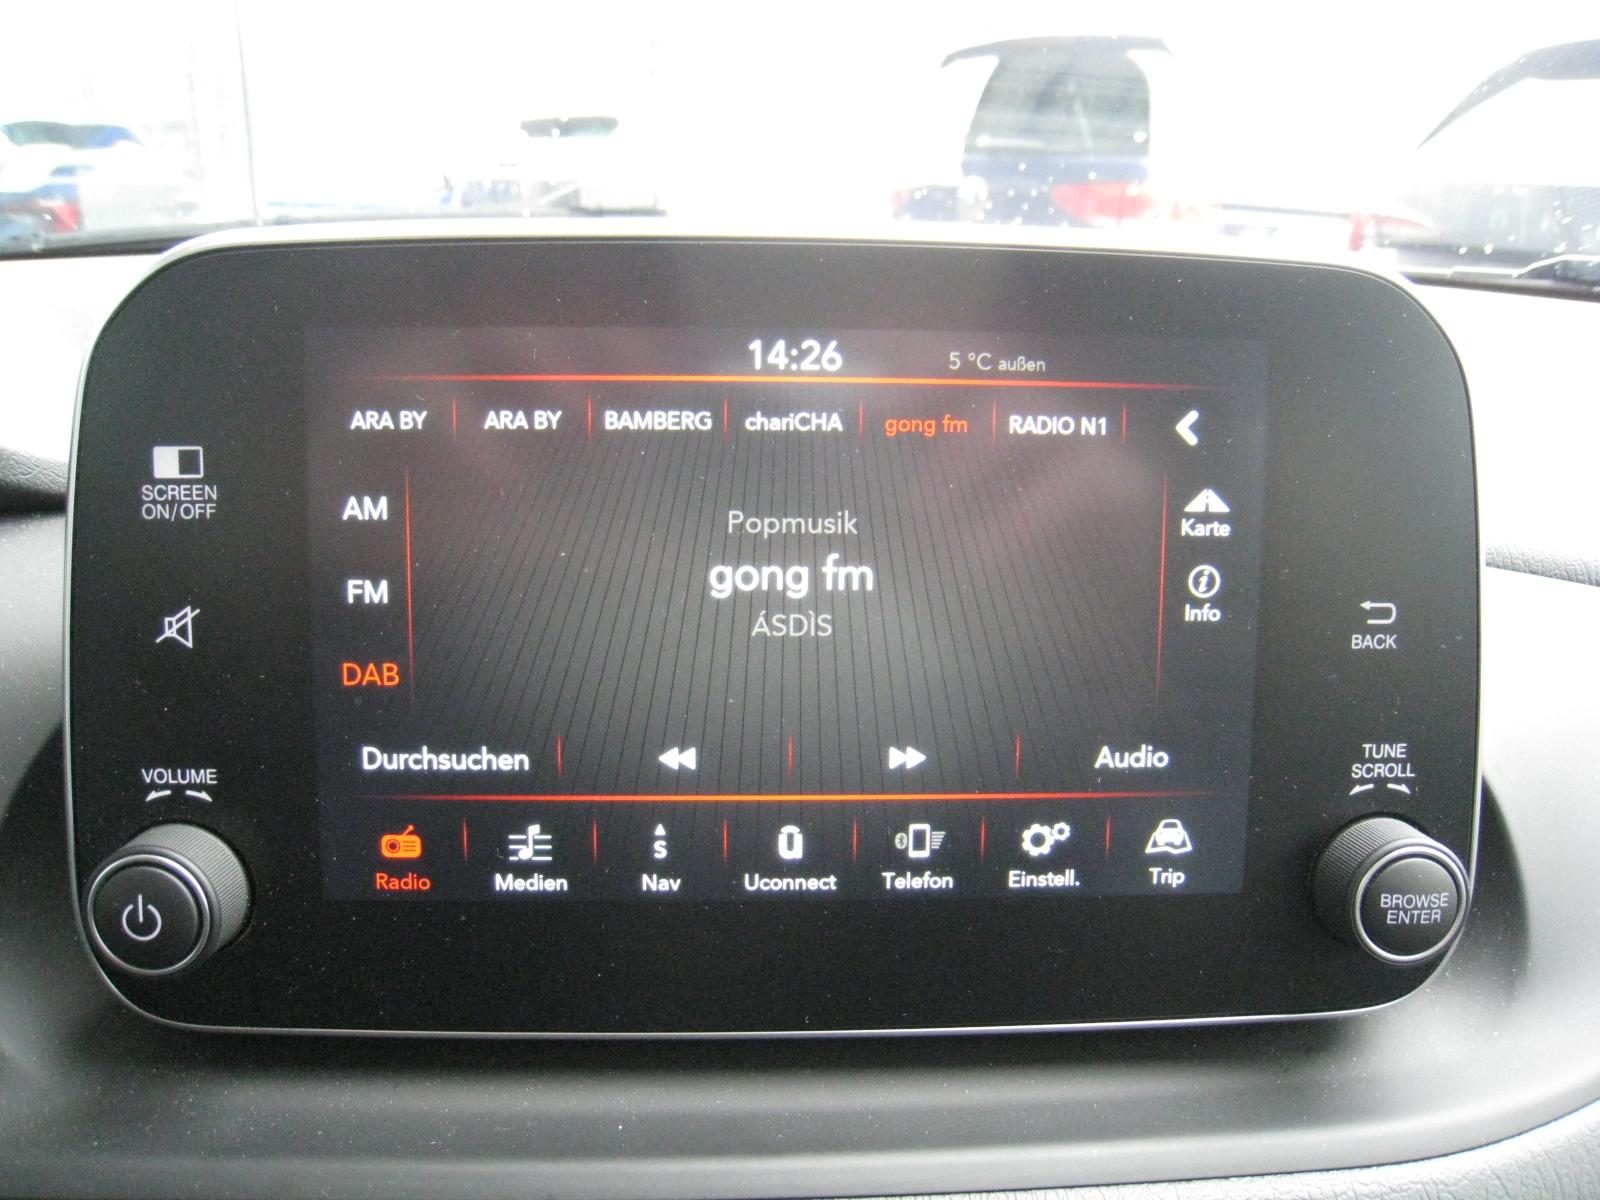 14:26 5 °C außen
ARA BY ARA BY BAMBERG chariCHA gong fm RADIO N1
SCREEN
ON/OFF
AM
FM
DAB
Popmusik
gong fm
ÁSDÌS
Karte
Info
BACK
VOLUME
Durchsuchen
Audio
TUNE
SCROLL
Radio Medien S Nav Uconnect Telefon Einstell. Trip
BROWSE
ENTER